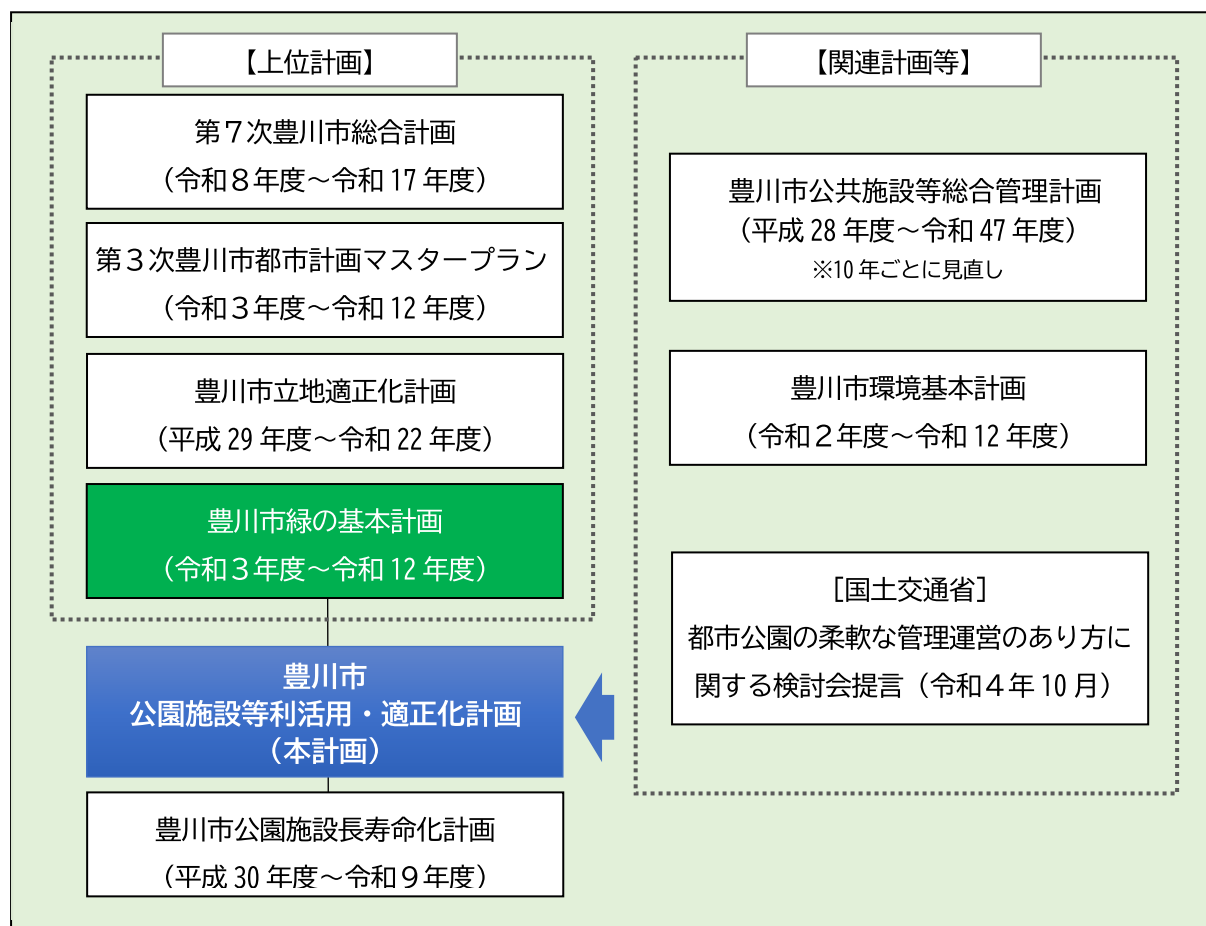 【上位計画】
第７次豊川市総合計画
（令和８年度～令和 17 年度）
第３次豊川市都市計画マスタープラン
（令和３年度～令和 12 年度）
豊川市立地適正化計画
（平成 29 年度～令和 22 年度）
豊川市緑の基本計画
（令和３年度～令和 12 年度）
豊川市
公園施設等利活用・適正化計画
（本計画）
豊川市公園施設長寿命化計画
（平成 30 年度～令和９年度）
【関連計画等】
豊川市公共施設等総合管理計画
（平成 28 年度～令和 47 年度）
※10 年ごとに見直し
豊川市環境基本計画
（令和２年度～令和 12 年度）
［国土交通省］
都市公園の柔軟な管理運営のあり方に
関する検討会提言（令和４年 10 月）